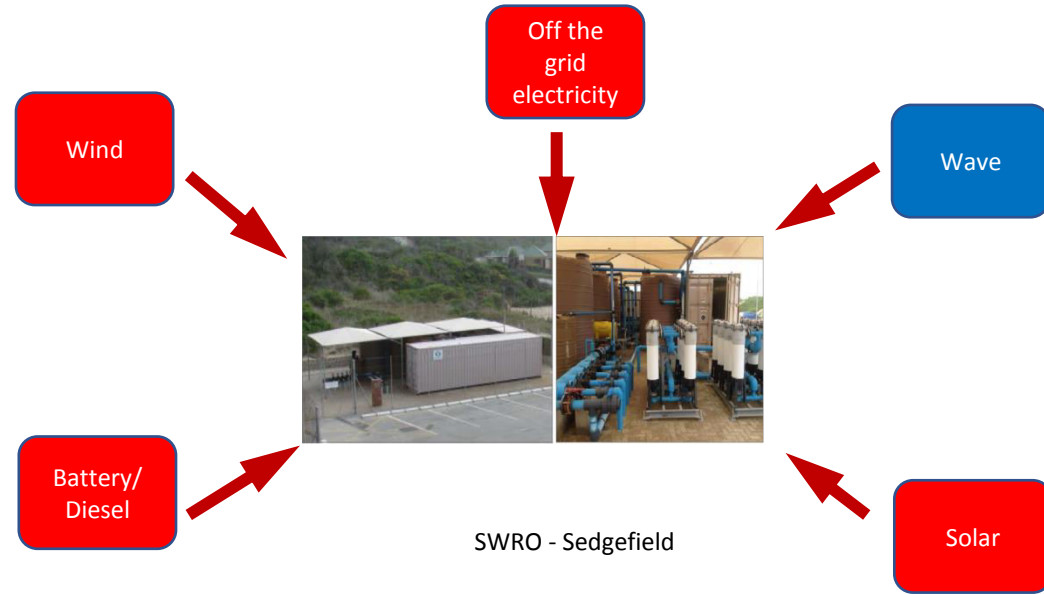 Off the
grid
electricity
Wind
Wave
Battery/
Diesel
Solar
SWRO - Sedgefield